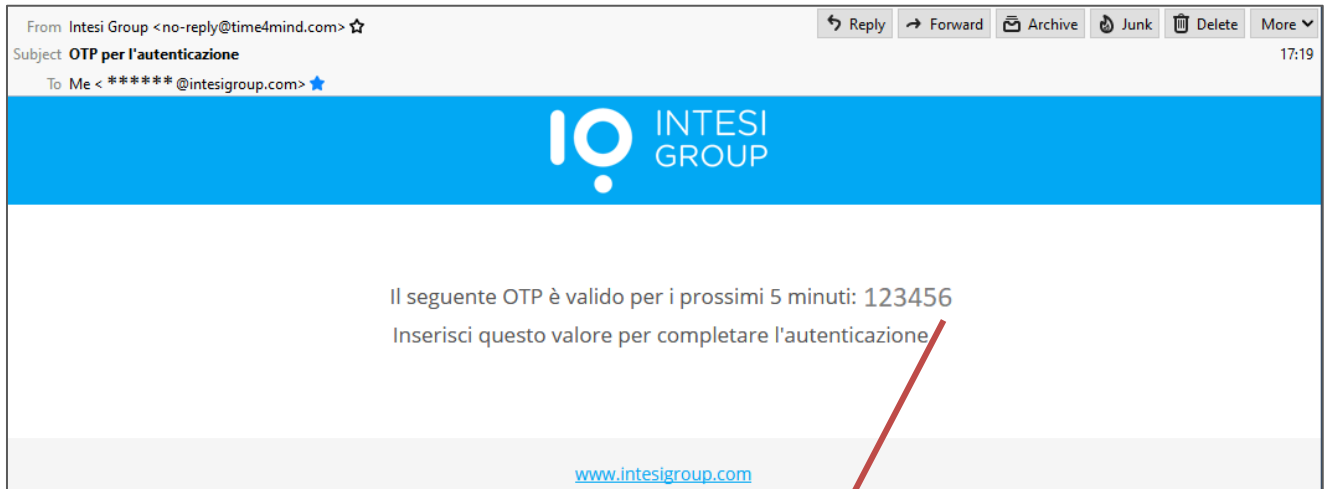 From Intesi Group <no-reply@time4mind.com>
Reply Forward Archive Junk Delete More
Subject OTP per l'autenticazione
17:19
To Me < ****** @intesigroup.com>
INTESI
GROUP
Il seguente OTP è valido per i prossimi 5 minuti: 123456
Inserisci questo valore per completare l'autenticazione.
www.intesigroup.com